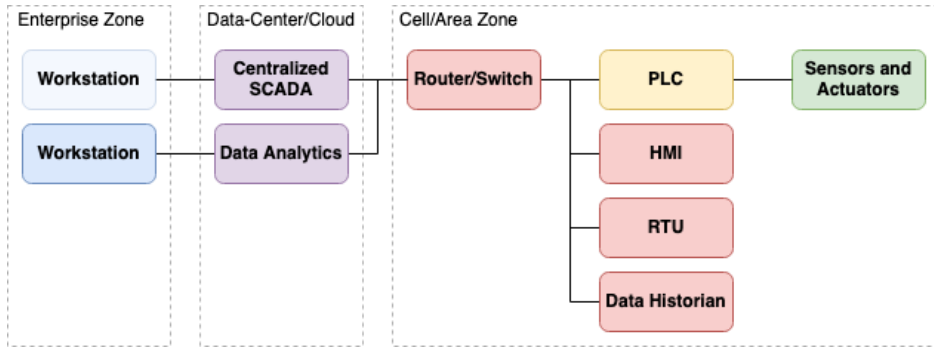 Enterprise Zone
Data-Center/Cloud
Cell/Area Zone
Workstation
Centralized
SCADA
Router/Switch
PLC
Sensors and
Actuators
Workstation
Data Analytics
HMI
RTU
Data Historian